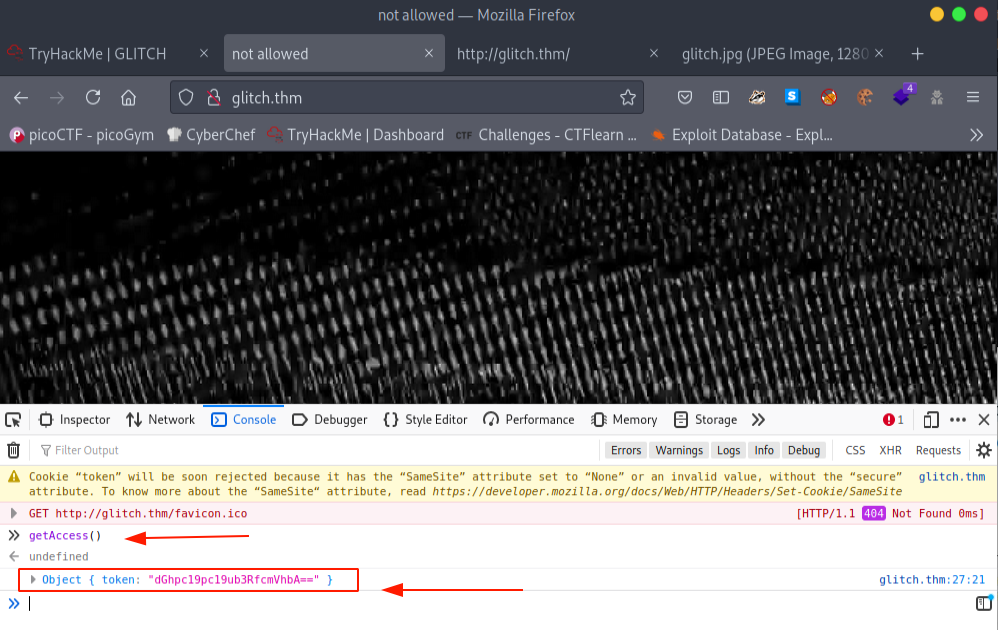 not allowed — Mozilla Firefox
TryHackMe | GLITCH
not allowed
http://glitch.thm/
glitch.jpg (JPEG Image, 1280
glitch.thm
4
picoCTF - picoGym
CyberChef
TryHackMe | Dashboard
CTF Challenges - CTFlearn ...
Exploit Database - Expl...
Inspector
Network
Console
Debugger
Style Editor
Performance
Memory
Storage
1
Filter Output
Errors
Warnings
Logs
Info
Debug
CSS
XHR
Requests
Cookie “token” will be soon rejected because it has the “SameSite” attribute set to “None” or an invalid value, without the “secure” glitch.thm
attribute. To know more about the “SameSite“ attribute, read https://developer.mozilla.org/docs/Web/HTTP/Headers/Set-Cookie/SameSite
GET http://glitch.thm/favicon.ico [HTTP/1.1 404 Not Found 0ms]
getAccess()
undefined
Object { token: "dGhpc19pc19ub3RfcmVhbA==" } glitch.thm:27:21